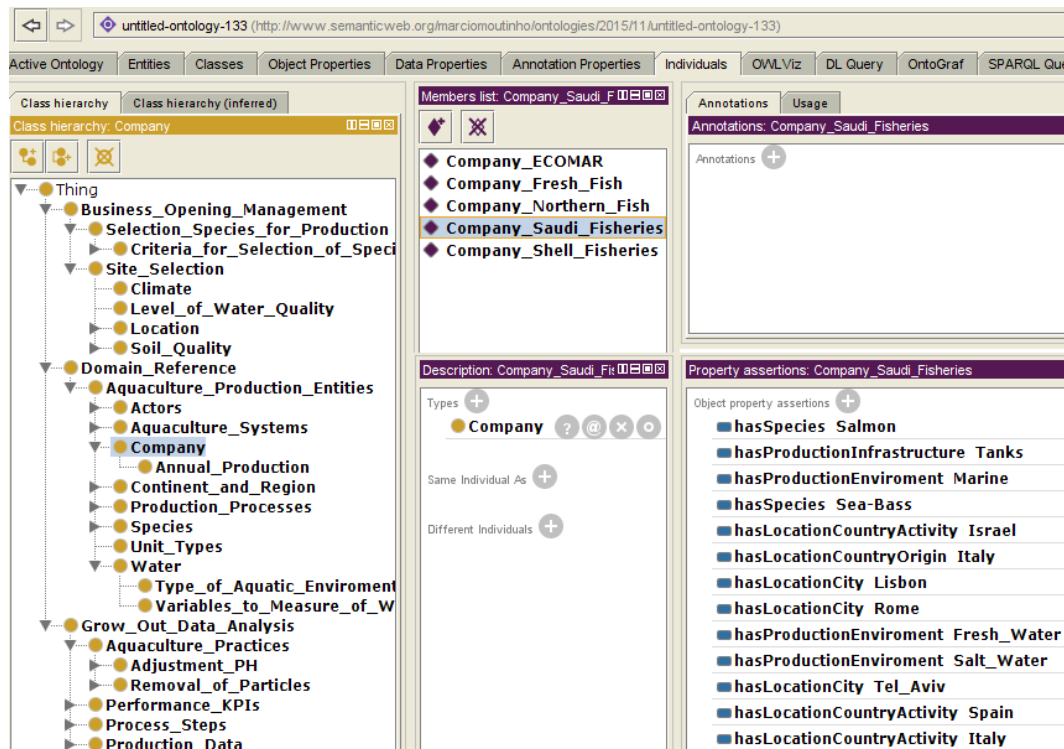 untitled-ontology-133 (http://www.semanticweb.org/marciomoutinho/ontologies/2015/11/untitled-ontology-133)
Active Ontology Entities Classes Object Properties Data Properties Annotation Properties Individuals OWLViz DL Query OntoGraf SPARQL Que
Class hierarchy Class hierarchy (inferred)
Class hierarchy: Company
Thing
Business_Opening_Management
Selection_Species_for_Production
Criteria_for_Selection_of_Speci
Site_Selection
Climate
Level_of_Water_Quality
Location
Soil_Quality
Domain_Reference
Aquaculture_Production_Entities
Actors
Aquaculture_Systems
Company
Annual_Production
Continent_and_Region
Production_Processes
Species
Unit_Types
Water
Type_of_Aquatic_Enviroment
Variables_to_Measure_of_W
Grow_Out_Data_Analysis
Aquaculture_Practices
Adjustment_PH
Removal_of_Particles
Performance_KPIs
Process_Steps
Production_Data
Members list: Company_Saudi_F
Company_ECOMAR
Company_Fresh_Fish
Company_Northern_Fish
Company_Saudi_Fisheries
Company_Shell_Fisheries
Description: Company_Saudi_Fis
Types
Company
Same Individual As
Different Individuals
Annotations Usage
Annotations: Company_Saudi_Fisheries
Annotations
Property assertions: Company_Saudi_Fisheries
Object property assertions
hasSpecies Salmon
hasProductionInfrastructure Tanks
hasProductionEnviroment Marine
hasSpecies Sea-Bass
hasLocationCountryActivity Israel
hasLocationCountryOrigin Italy
hasLocationCity Lisbon
hasLocationCity Rome
hasProductionEnviroment Fresh_Water
hasProductionEnviroment Salt_Water
hasLocationCity Tel_Aviv
hasLocationCountryActivity Spain
hasLocationCountryActivity Italy